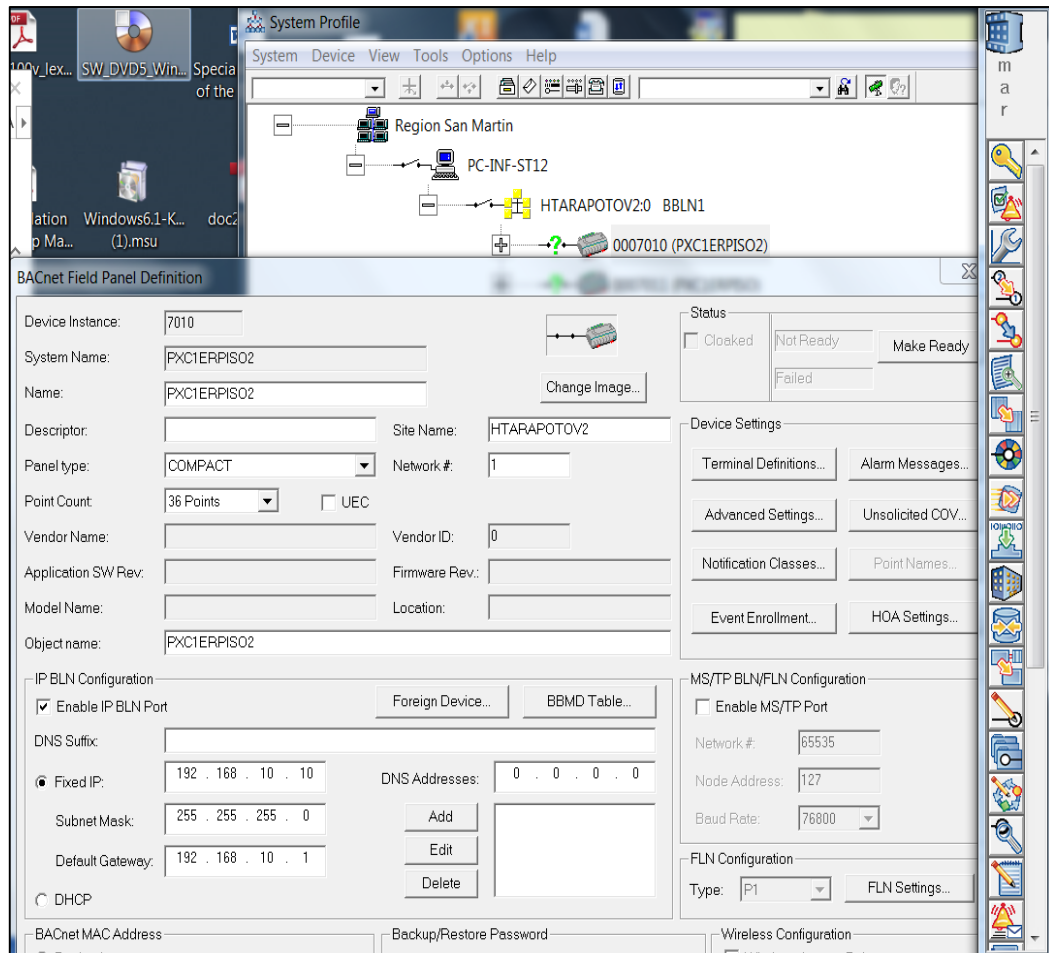 System Profile
100v_lex... SW_DVD5_Win... Specia
of the
System Device View Tools Options Help
m
a
r
Region San Martin
PC-INF-ST12
HTARAPOTOV2:0 BBLN1
0007010 (PXC1ERPISO2)
lation Windows6.1-K... doc2
p Ma... (1).msu
BACnet Field Panel Definition
Device Instance: 7010
System Name: PXC1ERPISO2
Name: PXC1ERPISO2
Change Image...
Status
Cloaked Not Ready Make Ready
Failed
Descriptor: Site Name: HTARAPOTOV2
Panel type: COMPACT Network #: 1
Point Count: 36 Points UEC
Vendor Name: Vendor ID: 0
Application SW Rev: Firmware Rev.:
Model Name: Location:
Object name: PXC1ERPISO2
Device Settings
Terminal Definitions... Alarm Messages...
Advanced Settings... Unsolicited COV...
Notification Classes... Point Names...
Event Enrollment... HOA Settings...
IP BLN Configuration
Enable IP BLN Port Foreign Device... BBMD Table...
DNS Suffix:
Fixed IP: 192 . 168 . 10 . 10 DNS Addresses: 0 . 0 . 0 . 0
Subnet Mask: 255 . 255 . 255 . 0 Add
Edit
Default Gateway: 192 . 168 . 10 . 1
Delete
DHCP
MS/TP BLN/FLN Configuration
Enable MS/TP Port
Network #: 65535
Node Address: 127
Baud Rate: 76800
FLN Configuration
Type: P1 FLN Settings...
BACnet MAC Address Backup/Restore Password Wireless Configuration